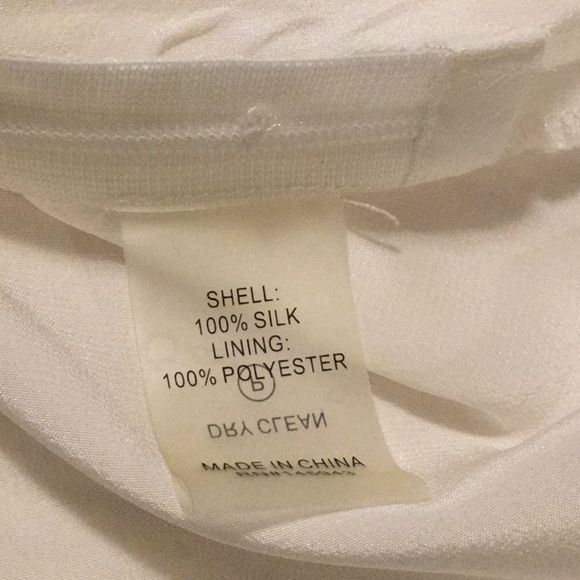 SHELL:
100% SILK
LINING:
100% POLYESTER
P
DRY CLEAN
MADE IN CHINA